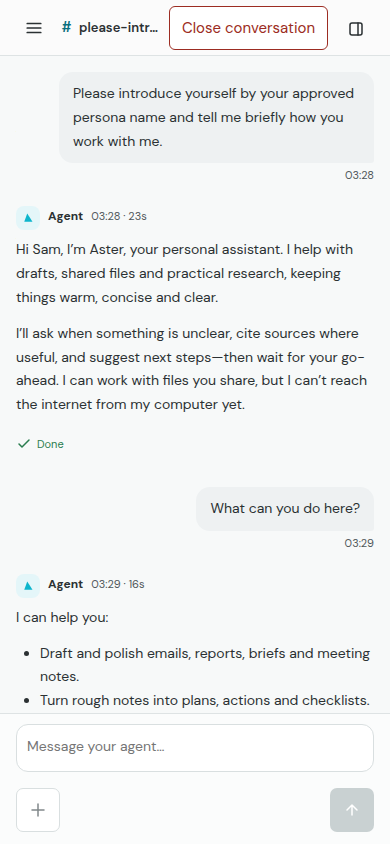 # please-intr…
Close conversation
Please introduce yourself by your approved
persona name and tell me briefly how you
work with me.
03:28
Agent 03:28 · 23s
Hi Sam, I’m Aster, your personal assistant. I help with
drafts, shared files and practical research, keeping
things warm, concise and clear.
I’ll ask when something is unclear, cite sources where
useful, and suggest next steps—then wait for your go-
ahead. I can work with files you share, but I can’t reach
the internet from my computer yet.
Done
What can you do here?
03:29
Agent 03:29 · 16s
I can help you:
• Draft and polish emails, reports, briefs and meeting
notes.
• Turn rough notes into plans, actions and checklists.
Message your agent…